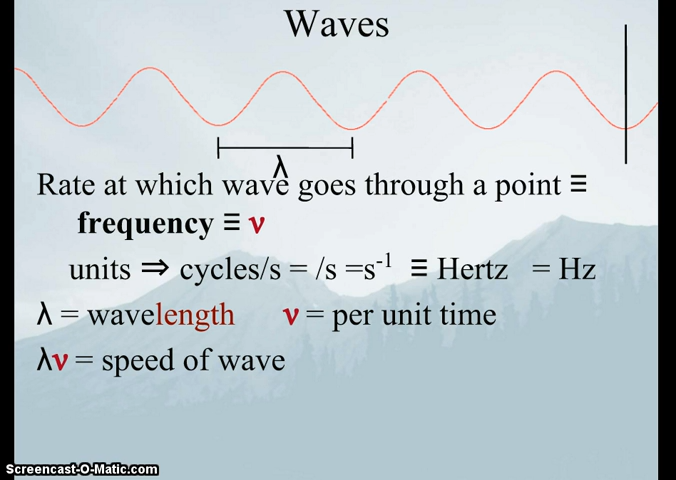 Waves
λ
Rate at which wave goes through a point ≡
frequency ≡ ν
units ⇒ cycles/s = /s =s⁻¹ ≡ Hertz = Hz
λ = wavelength ν = per unit time
λν = speed of wave
Screencast-O-Matic.com